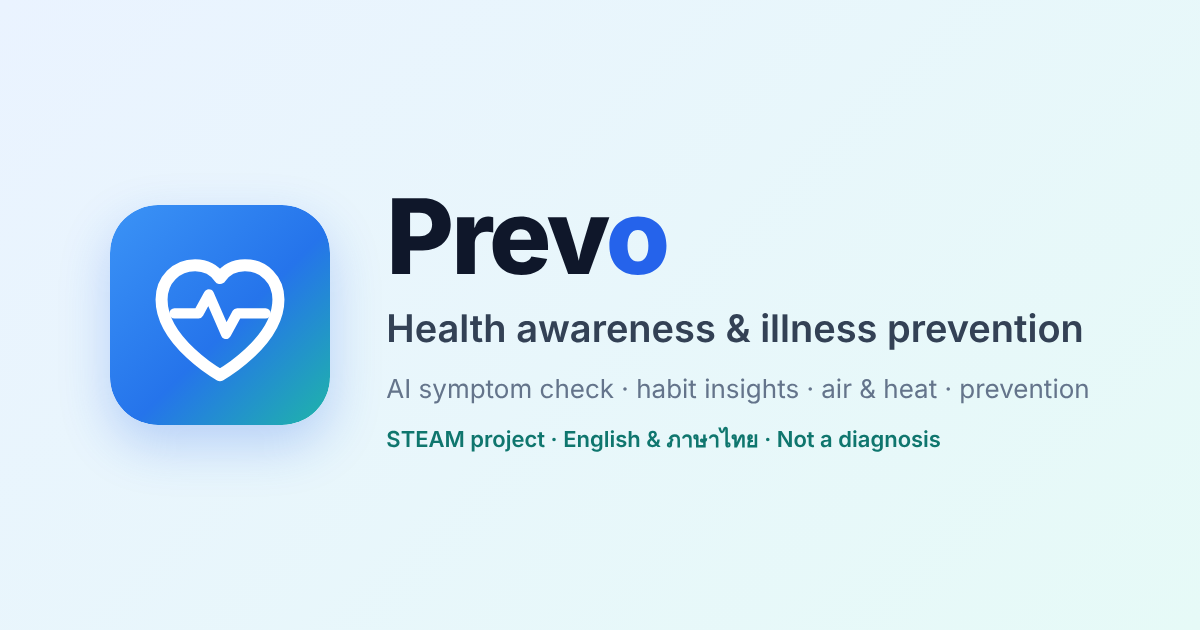 Prevo
Health awareness & illness prevention
AI symptom check · habit insights · air & heat · prevention
STEAM project · English & ภาษาไทย · Not a diagnosis